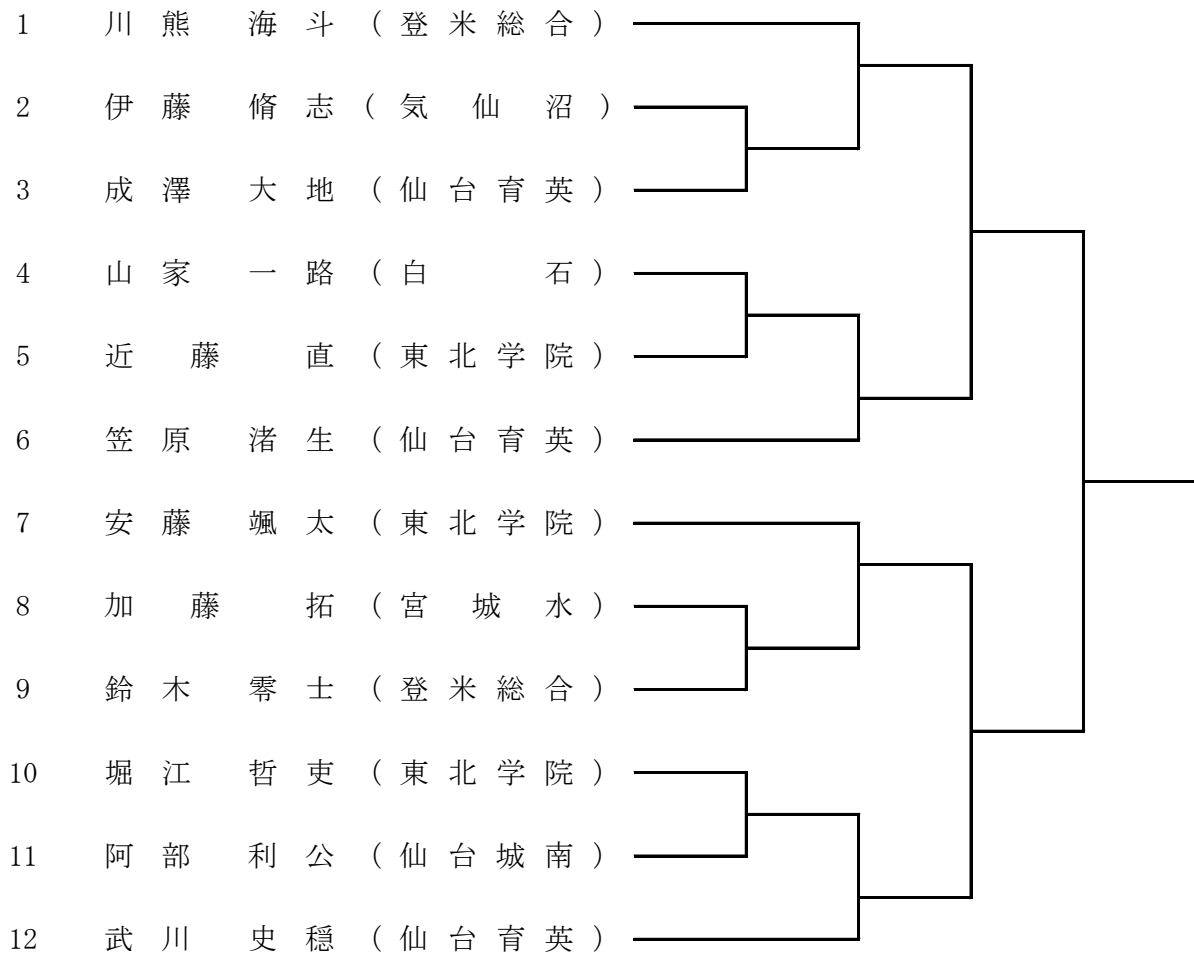 1 川熊 海斗 (登米総合)
2 伊藤 脩志 (気仙沼)
3 成澤 大地 (仙台育英)
4 山家 一路 (白石)
5 近藤 直 (東北学院)
6 笠原 渚生 (仙台育英)
7 安藤 颯太 (東北学院)
8 加藤 拓 (宮城水)
9 鈴木 零士 (登米総合)
10 堀江 哲吏 (東北学院)
11 阿部 利公 (仙台城南)
12 武川 史穏 (仙台育英)